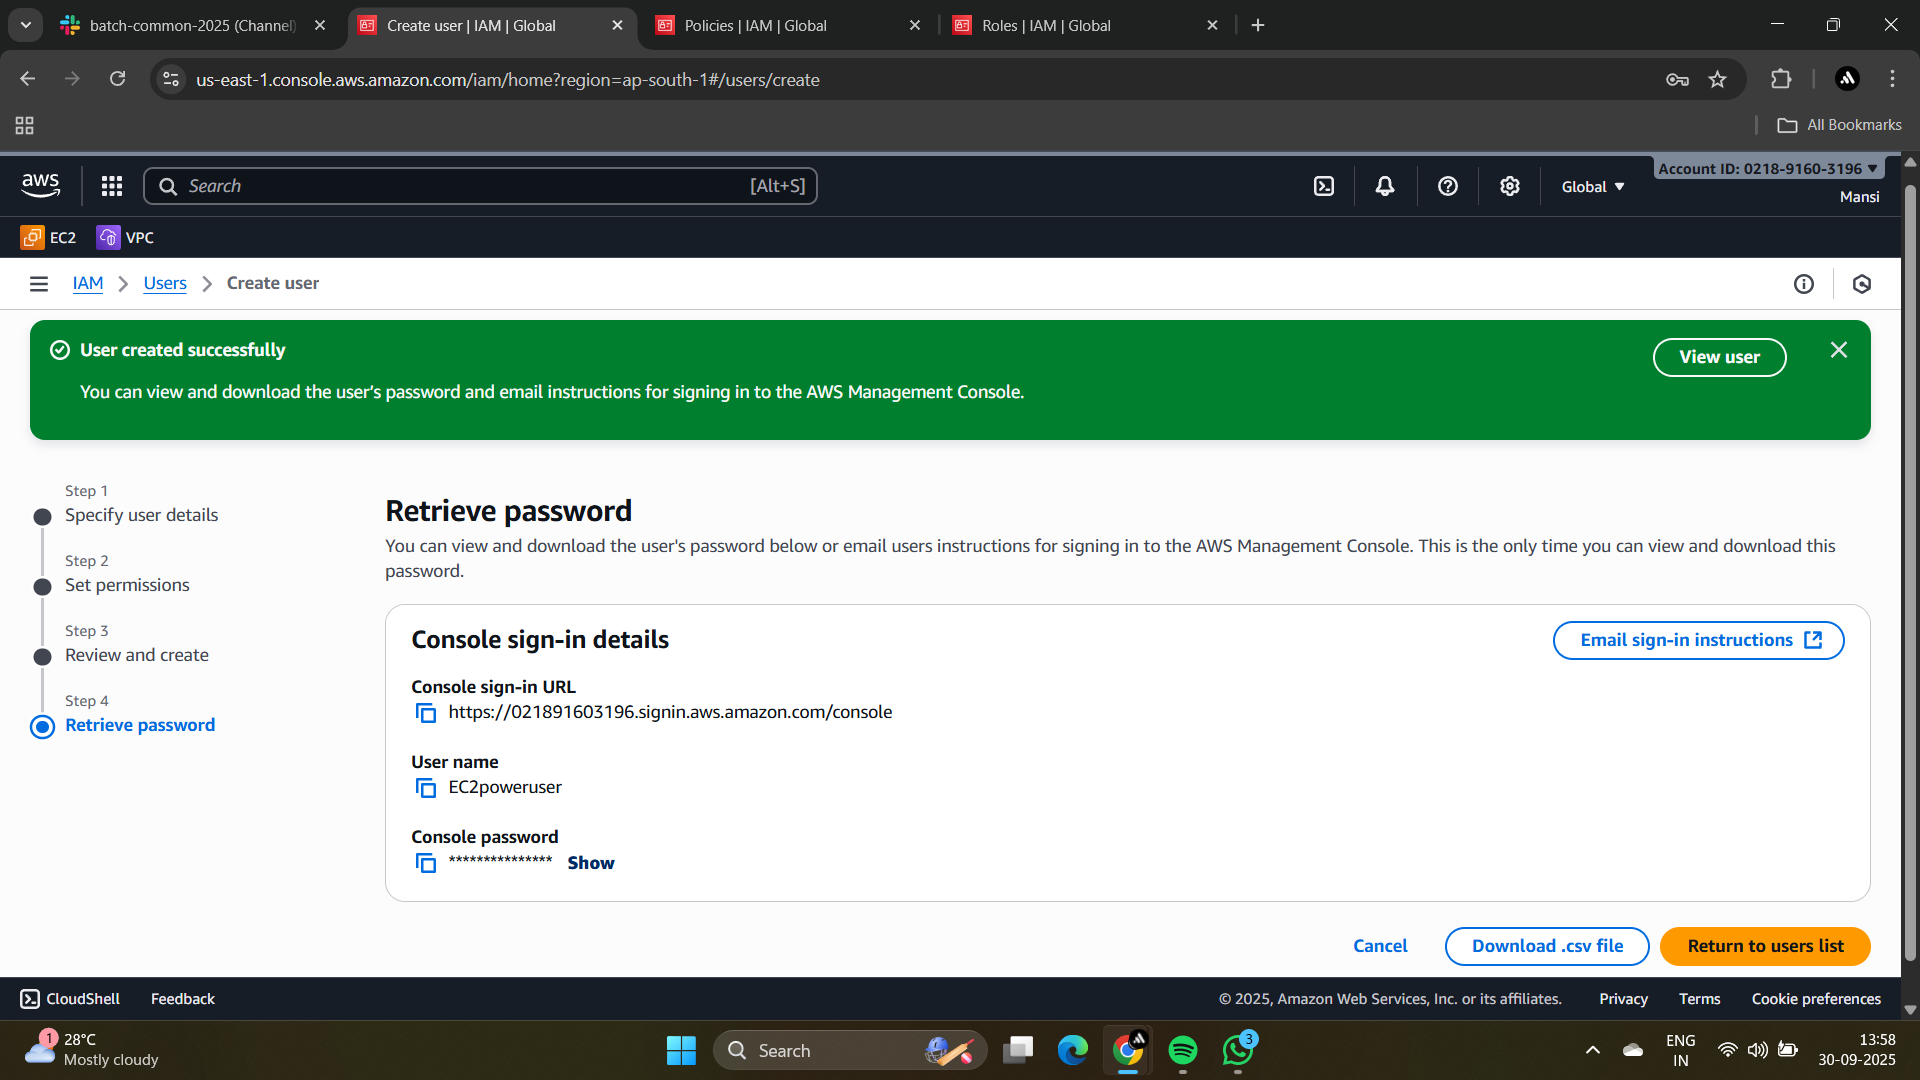 batch-common-2025 (Channel)
Create user | IAM | Global
Policies | IAM | Global
Roles | IAM | Global
us-east-1.console.aws.amazon.com/iam/home?region=ap-south-1#/users/create
All Bookmarks
aws
Search
[Alt+S]
Global
Account ID: 0218-9160-3196
Mansi
EC2
VPC
IAM
Users
Create user
User created successfully
View user
You can view and download the user's password and email instructions for signing in to the AWS Management Console.
Step 1
Specify user details
Step 2
Set permissions
Step 3
Review and create
Step 4
Retrieve password
Retrieve password
You can view and download the user's password below or email users instructions for signing in to the AWS Management Console. This is the only time you can view and download this
password.
Console sign-in details
Email sign-in instructions
Console sign-in URL
https://021891603196.signin.aws.amazon.com/console
User name
EC2poweruser
Console password
*************** Show
Cancel
Download .csv file
Return to users list
CloudShell
Feedback
© 2025, Amazon Web Services, Inc. or its affiliates.
Privacy
Terms
Cookie preferences
1
28°C
Mostly cloudy
Search
3
ENG
IN
13:58
30-09-2025